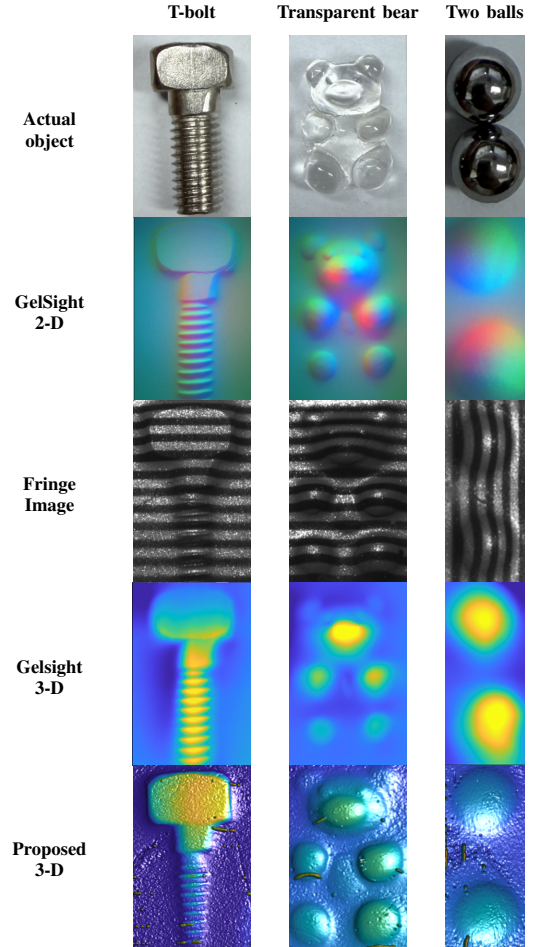 T-bolt
Transparent bear
Two balls
Actual
object
GelSight
2-D
Fringe
Image
Gelsight
3-D
Proposed
3-D